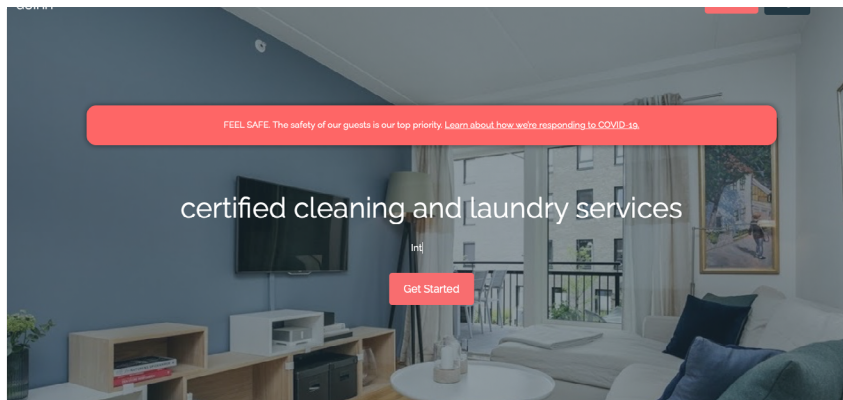 FEEL SAFE. The safety of our guests is our top priority. Learn about how we're responding to COVID-19.
certified cleaning and laundry services
Int
Get Started